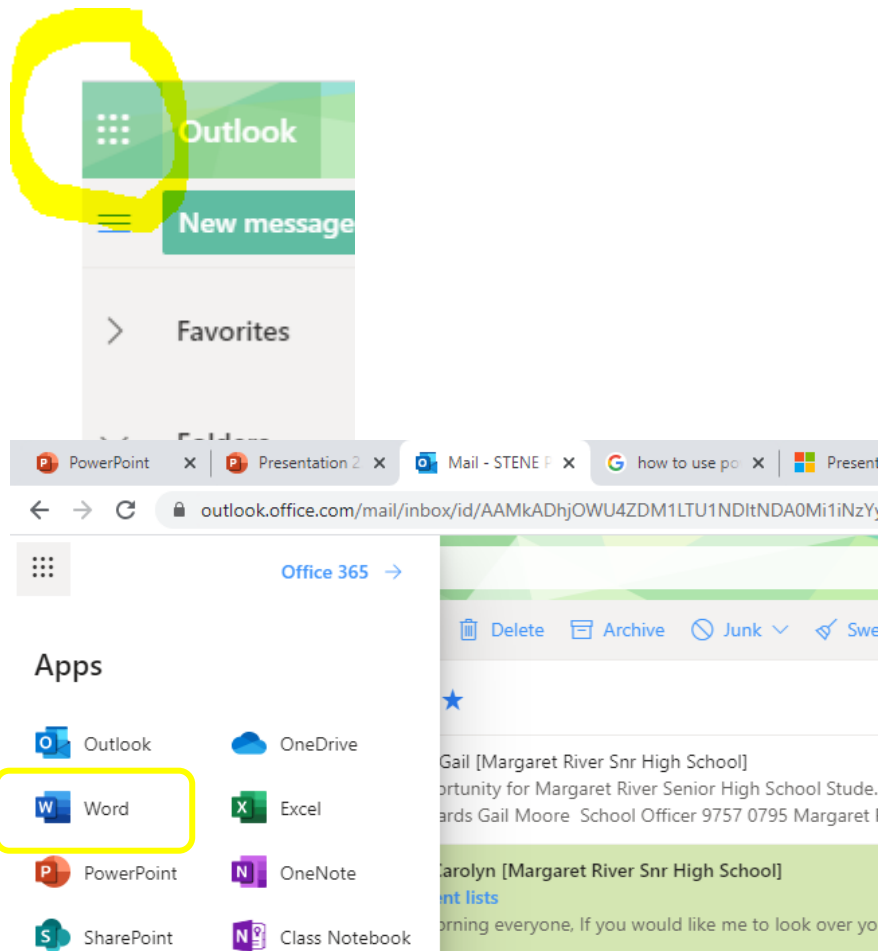 Outlook
New message
Favorites
PowerPoint Presentation 2 Mail - STENE how to use Present
outlook.office.com/mail/inbox/id/AAMkADhjOWU4ZDM1LTU1NDItNDA0Mi1iNzYy
Office 365 →
Delete Archive Junk Swe
Apps
Outlook OneDrive
Gail [Margaret River Snr High School]
ortunity for Margaret River Senior High School Stude.
Word Excel
ards Gail Moore School Officer 9757 0795 Margaret
PowerPoint OneNote
Carolyn [Margaret River Snr High School]
ent lists
SharePoint Class Notebook
orning everyone, If you would like me to look over yo